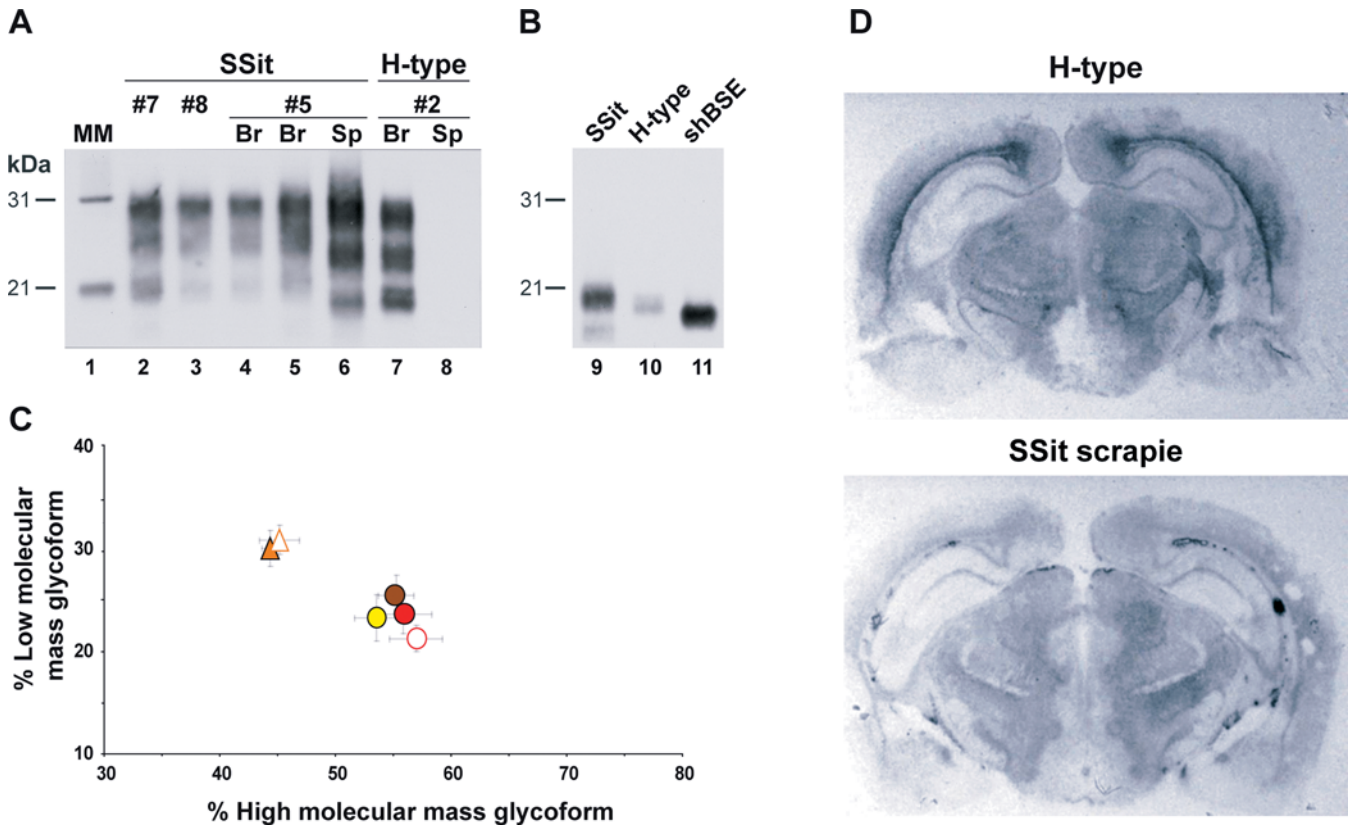 A
SSit H-type
#7 #8 #5 #2
MM Br Br Sp Br Sp
kDa
31
21
1 2 3 4 5 6 7 8
B
SSit H-type shBSE
31
21
9 10 11
C
% Low molecular
mass glycoform
40
30
20
10
30 40 50 60 70 80
% High molecular mass glycoform
D
H-type
SSit scrapie